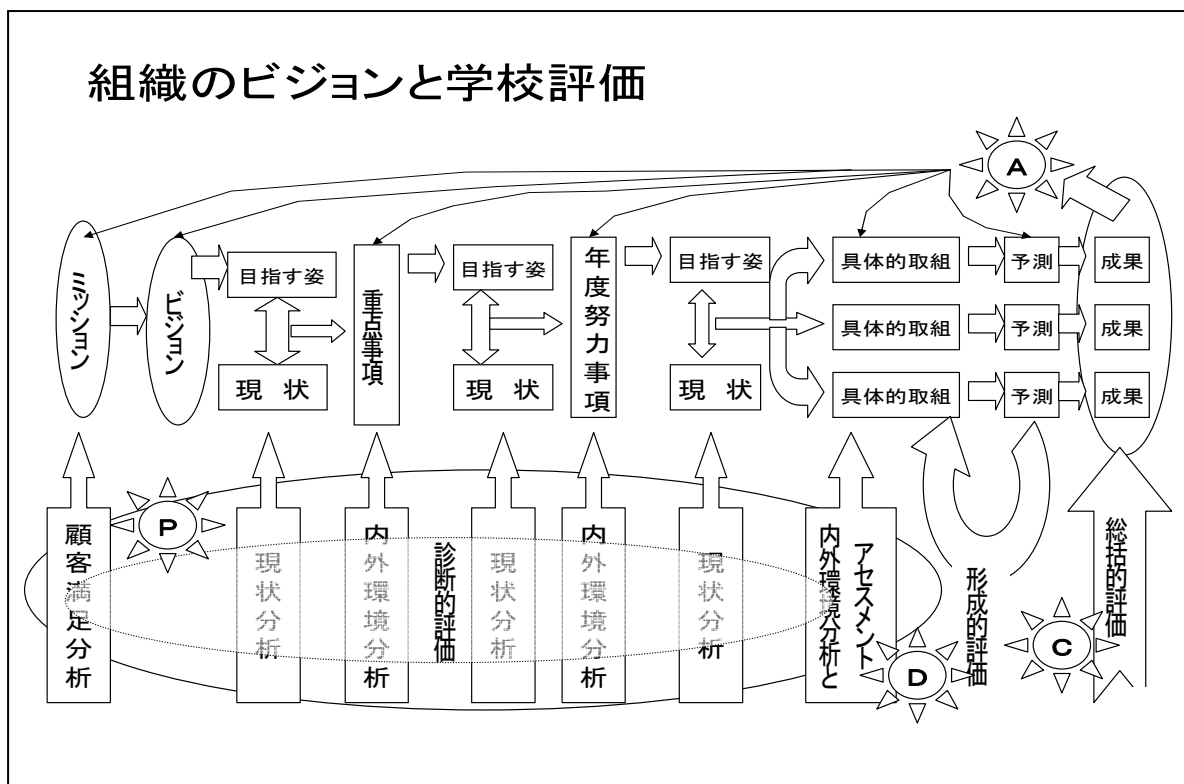 組織のビジョンと学校評価
A
ミッション
ビジョン
目指す姿
現 状
重点事項
目指す姿
現 状
年度努力事項
目指す姿
現 状
具体的取組
予測
成果
具体的取組
予測
成果
具体的取組
予測
成果
P
顧客満足分析
現状分析
内外環境分析
診断的評価
現状分析
内外環境分析
現状分析
内外環境分析と
アセスメント
D
形成的評価
C
総括的評価